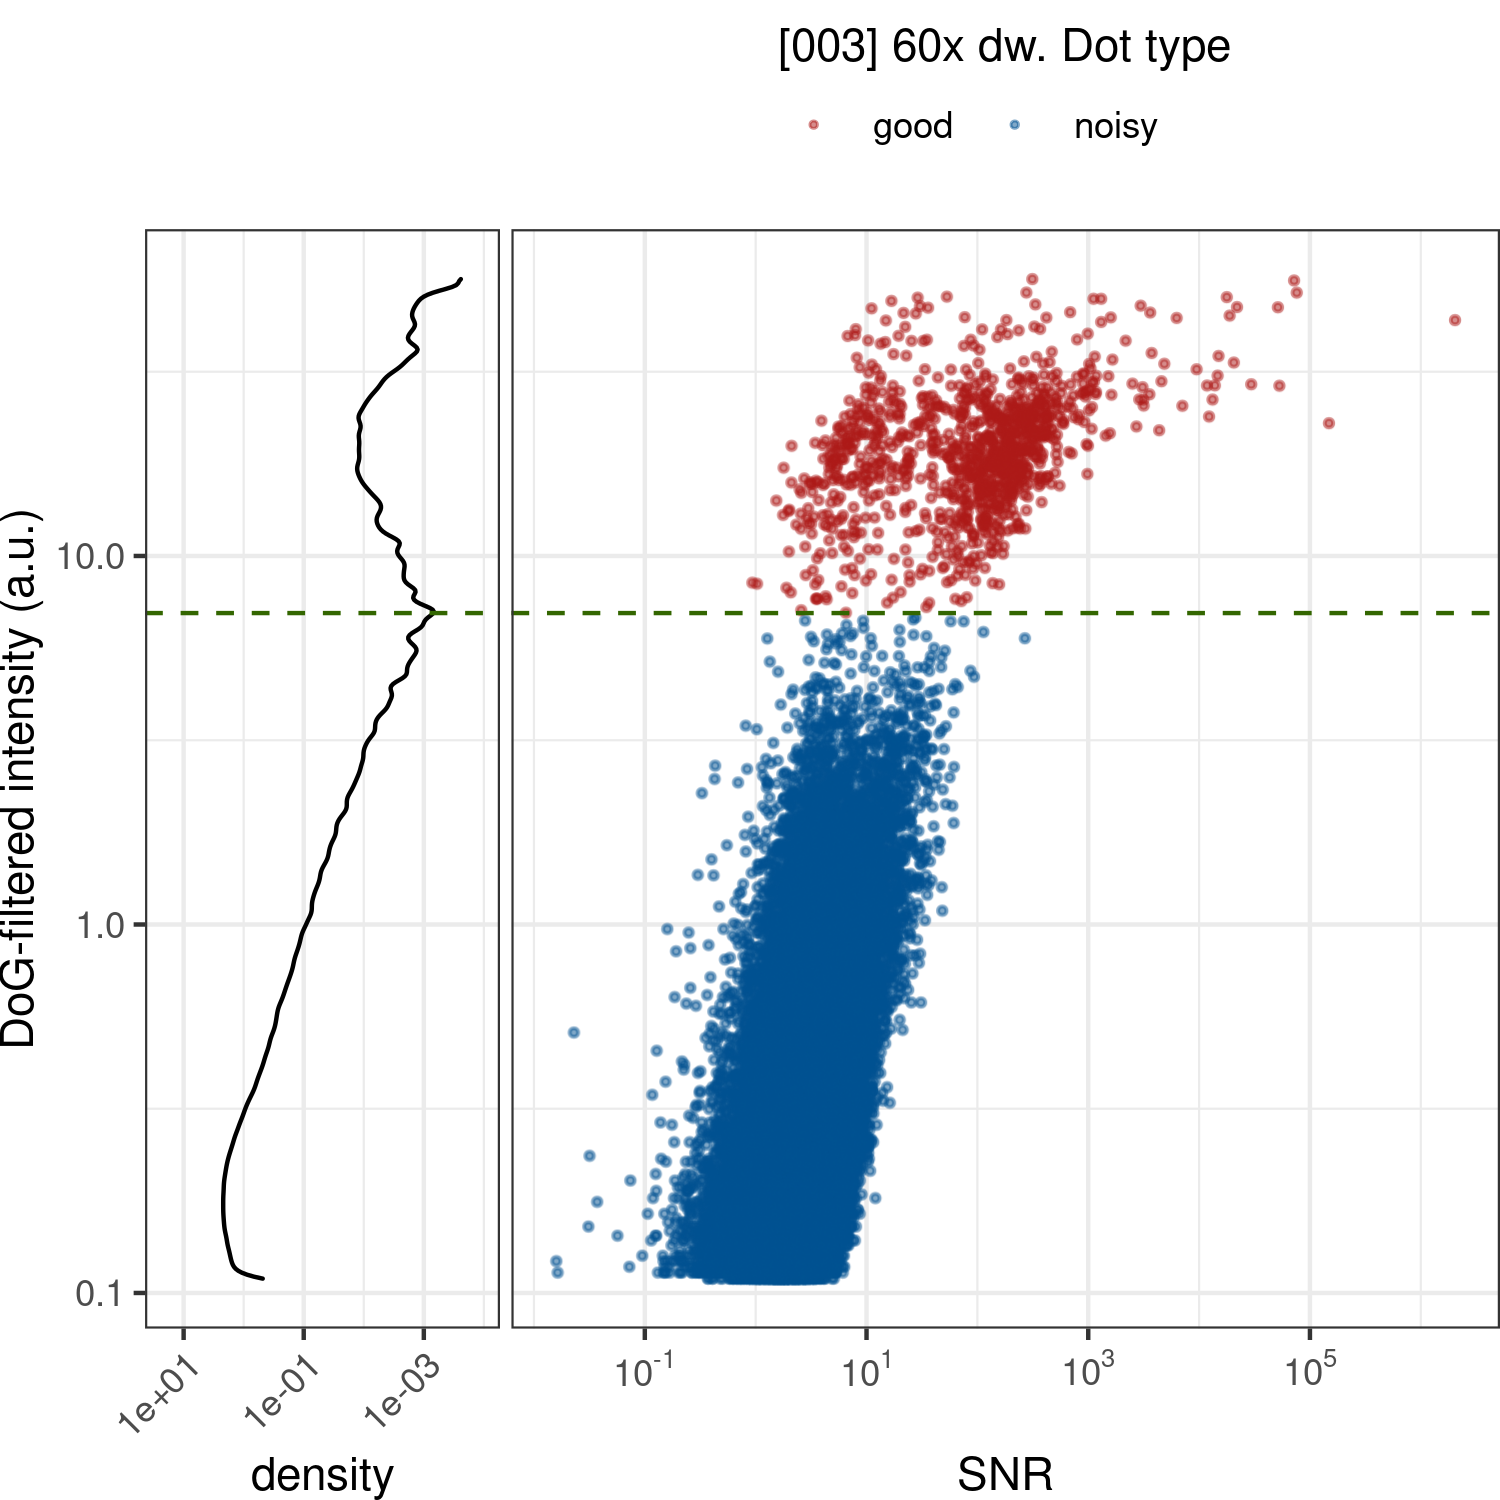 [003] 60x dw. Dot type
good noisy
DoG-filtered intensity (a.u.)
10.0
1.0
0.1
1e+01 1e-01 1e-03
10-1 101 103 105
density SNR